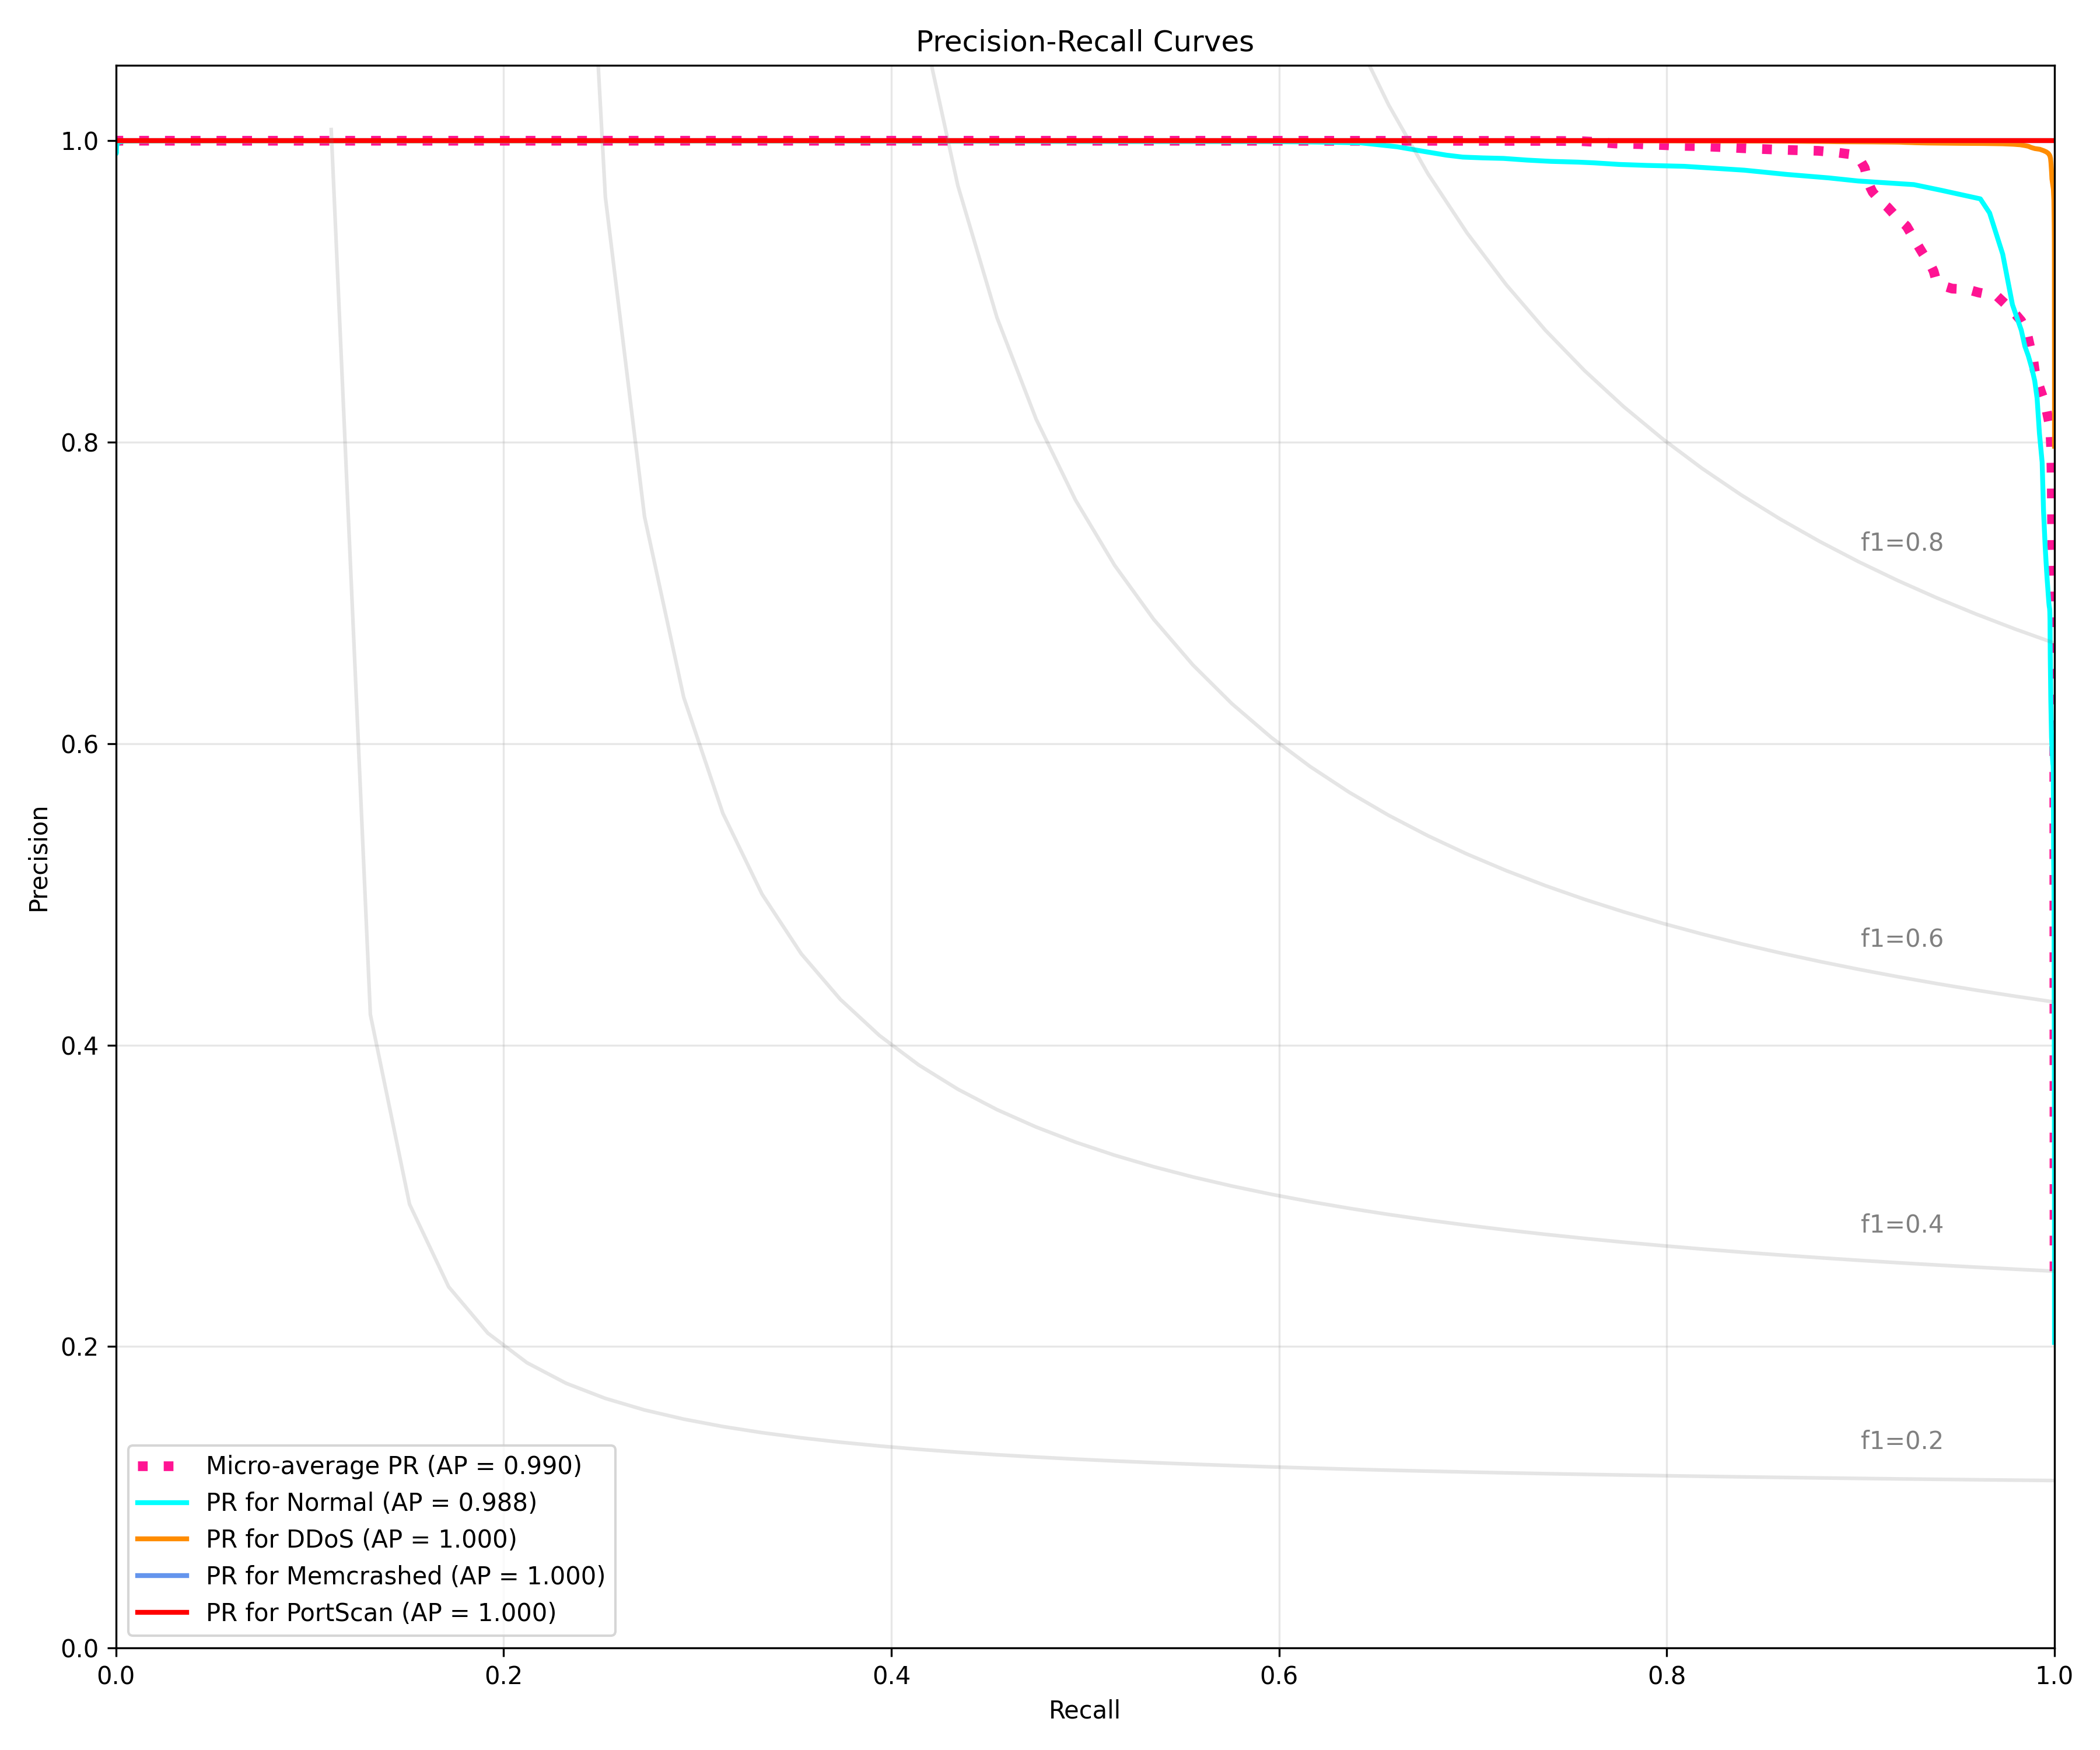 Precision-Recall Curves
1.0
0.8
0.6
0.4
0.2
0.0
Precision
f1=0.8
f1=0.6
f1=0.4
f1=0.2
Micro-average PR (AP = 0.990)
PR for Normal (AP = 0.988)
PR for DDoS (AP = 1.000)
PR for Memcrashed (AP = 1.000)
PR for PortScan (AP = 1.000)
0.0 0.2 0.4 0.6 0.8 1.0
Recall